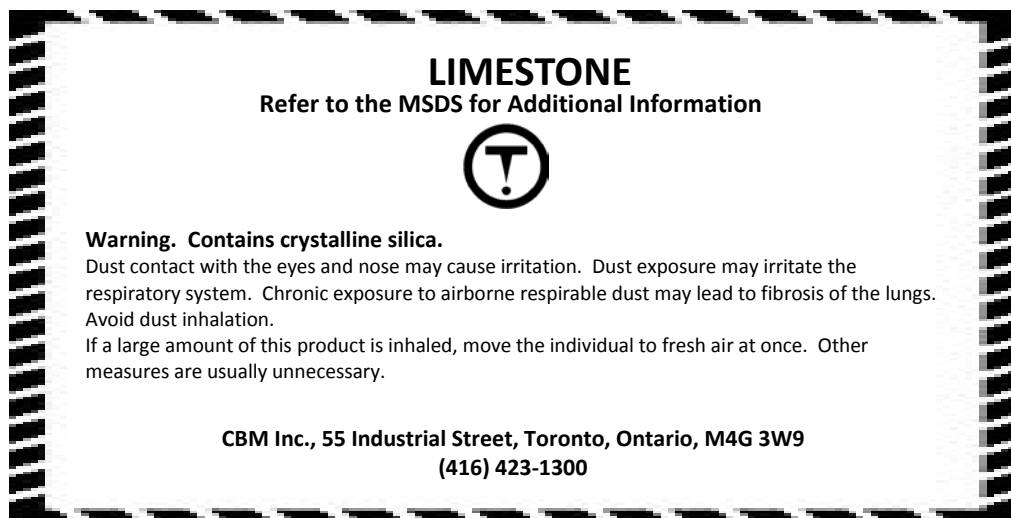 LIMESTONE
Refer to the MSDS for Additional Information
T
Warning.  Contains crystalline silica.
Dust contact with the eyes and nose may cause irritation.  Dust exposure may irritate the
respiratory system.  Chronic exposure to airborne respirable dust may lead to fibrosis of the lungs.
Avoid dust inhalation.
If a large amount of this product is inhaled, move the individual to fresh air at once.  Other
measures are usually unnecessary.
CBM Inc., 55 Industrial Street, Toronto, Ontario, M4G 3W9
(416) 423-1300